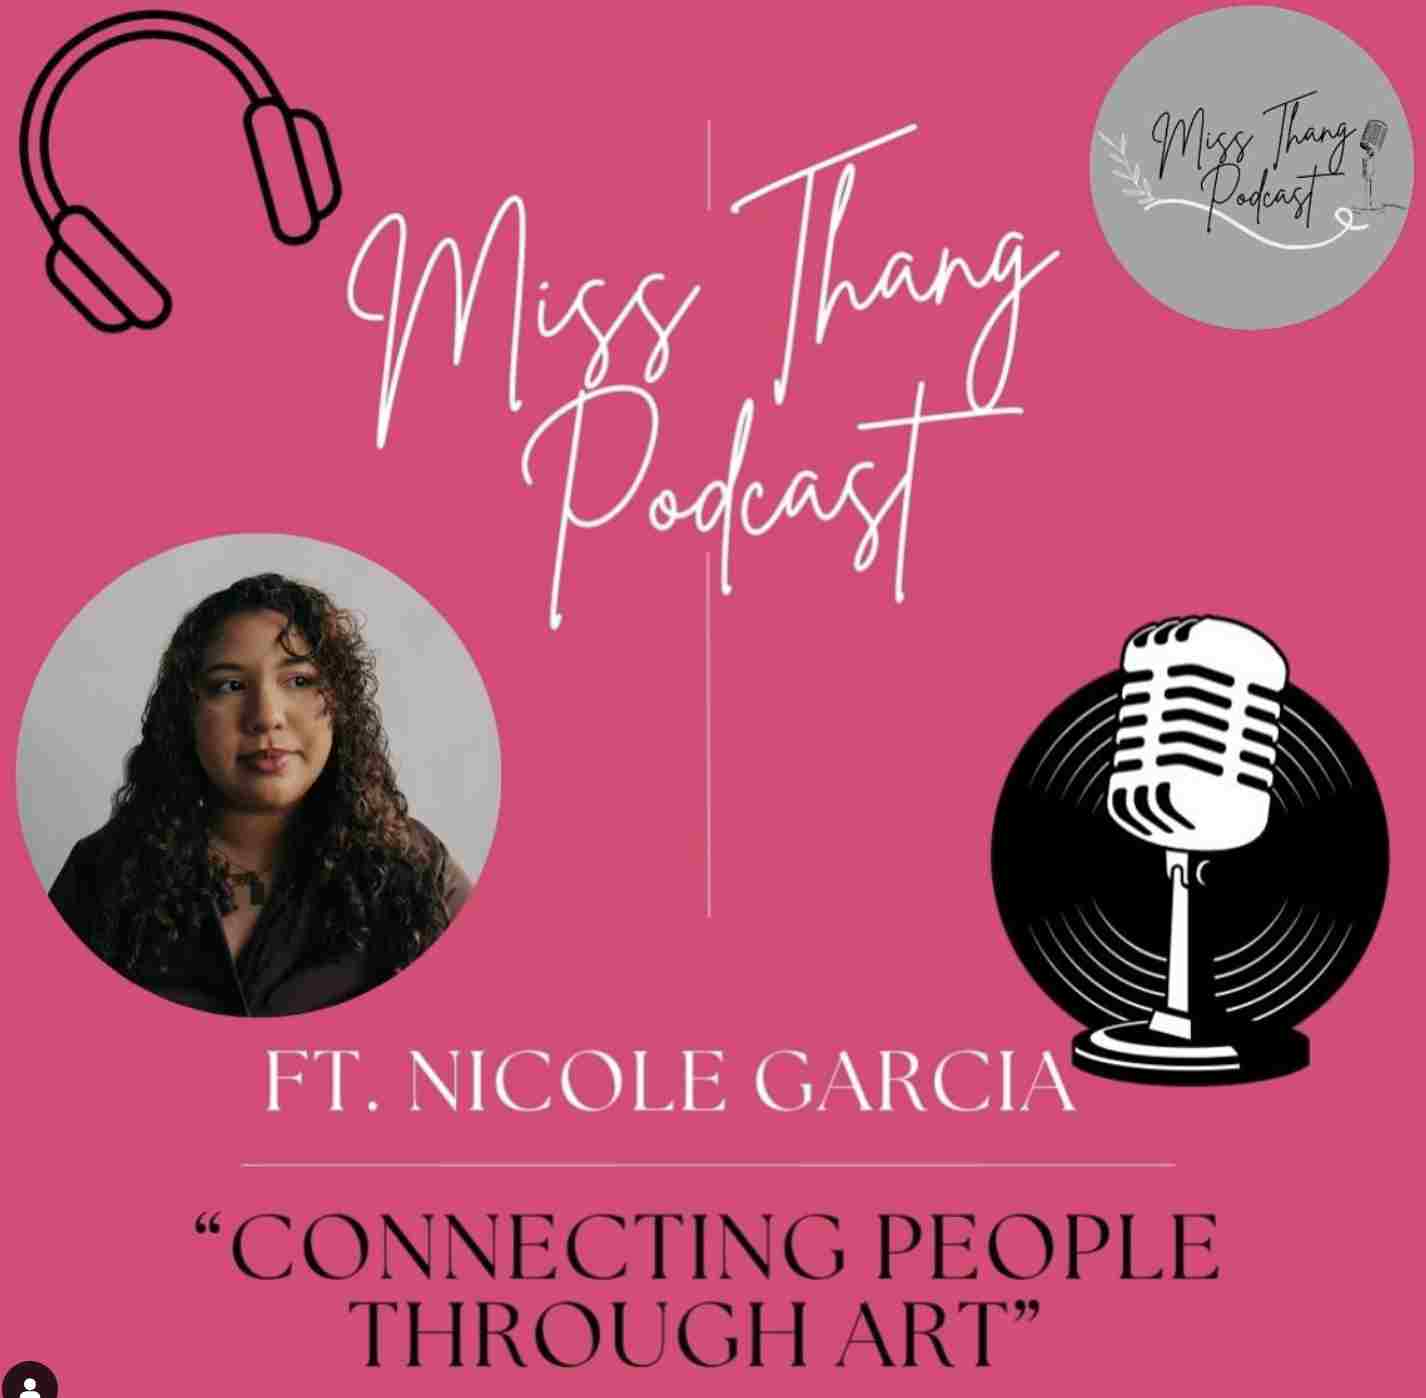 Miss Thang
Podcast
Miss Thang
Podcast
FT. NICOLE GARCIA
“CONNECTING PEOPLE
THROUGH ART”